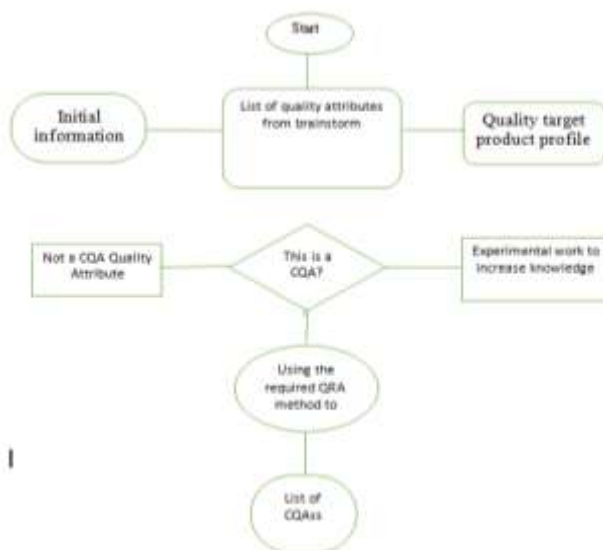 Start
Initial
information
List of quality attributes
from brainstorm
Quality target
product profile
Not a CQA Quality
Attribute
This is a
CQA?
Experimental work to
increase knowledge
Using the
required QRA
method to
List of
CQAss